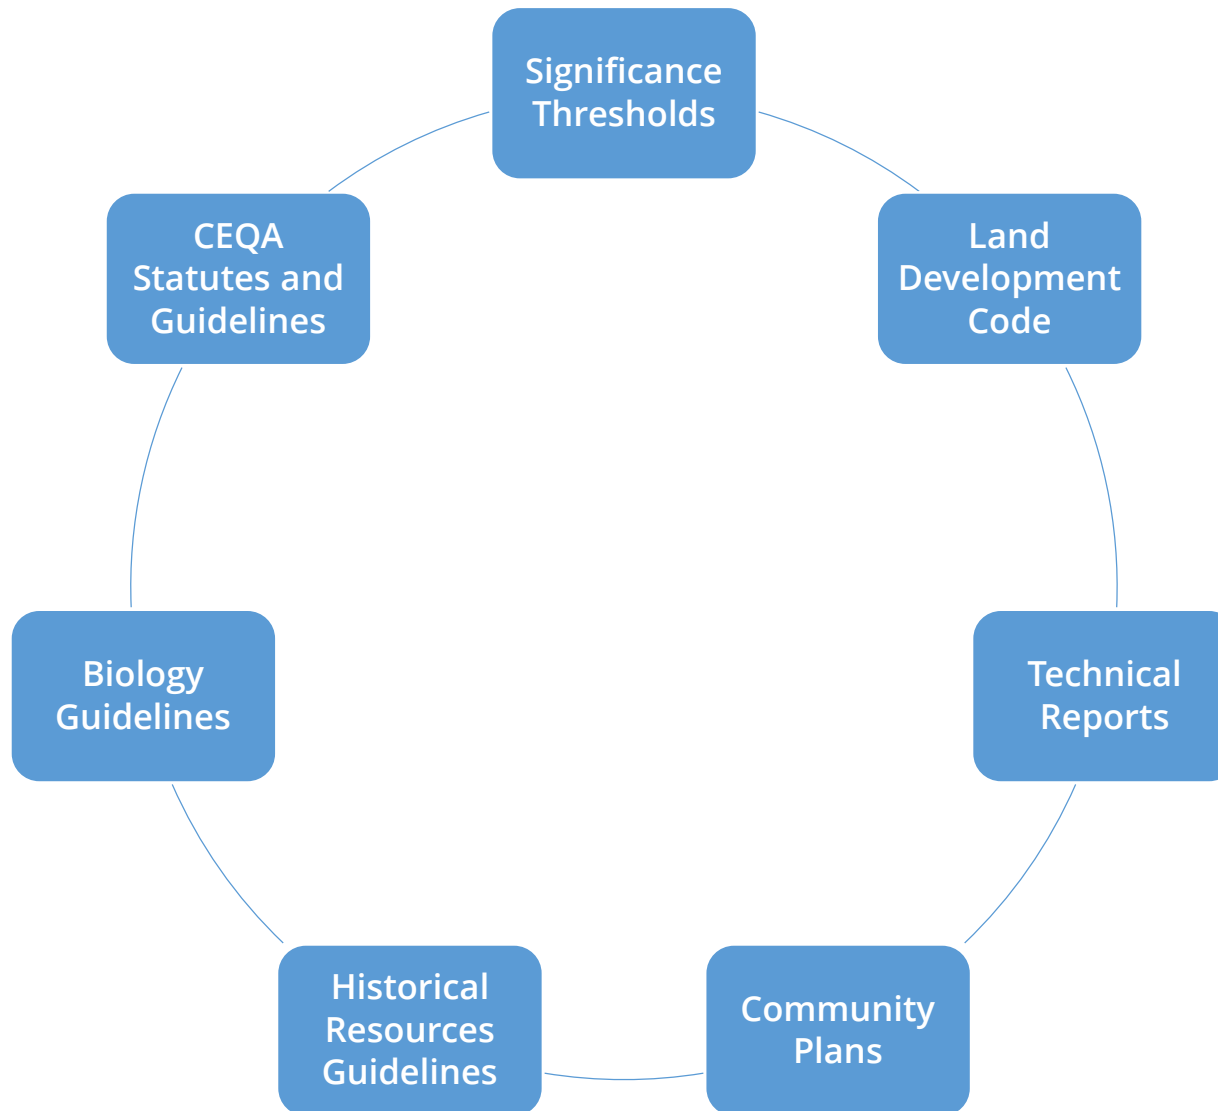 Significance
Thresholds
Land
Development
Code
Technical
Reports
Community
Plans
Historical
Resources
Guidelines
Biology
Guidelines
CEQA
Statutes and
Guidelines